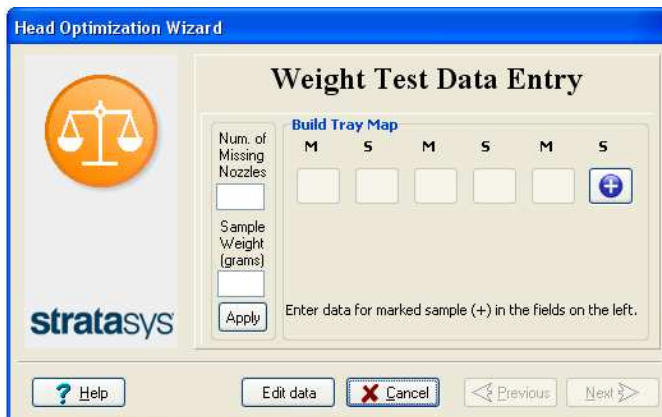 Head Optimization Wizard
Weight Test Data Entry
Build Tray Map
Num. of
Missing
Nozzles
M S M S M S
Sample
Weight
(grams)
Apply
Enter data for marked sample (+) in the fields on the left.
stratasys
? Help
Edit data
X Cancel
Previous
Next